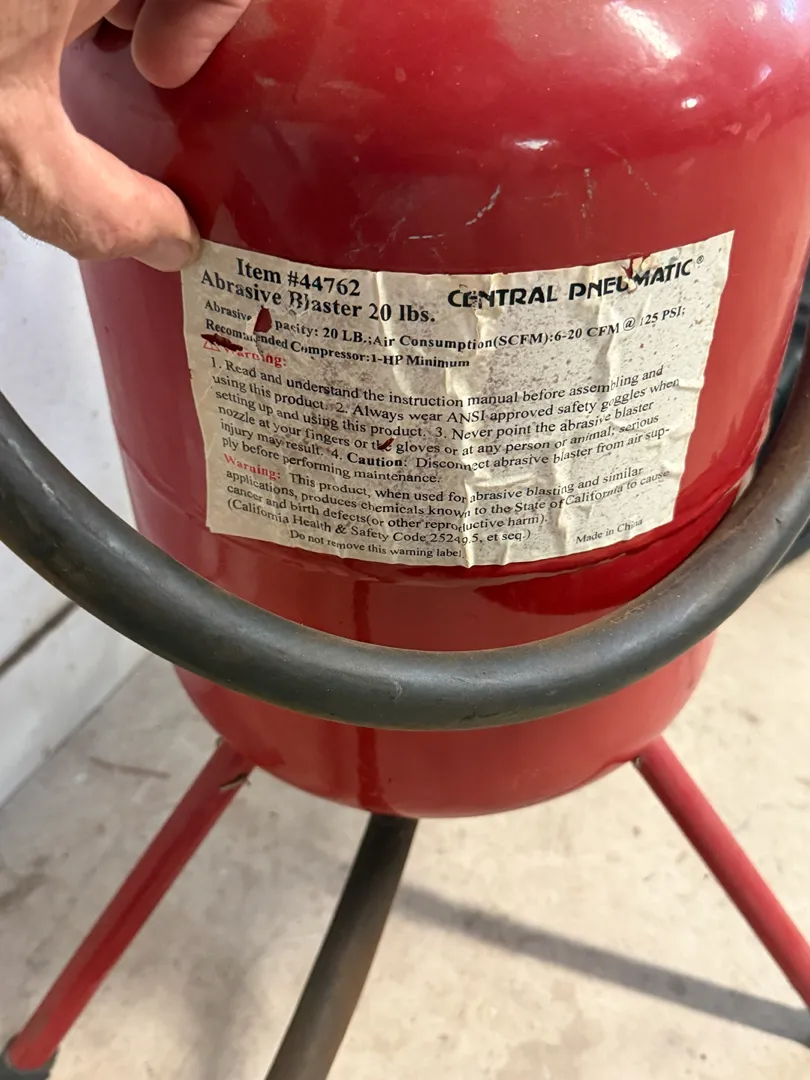 Item #44762
Abrasive Blaster 20 lbs.
CENTRAL PNEUMATIC®
Abrasive pacity: 20 LB.;Air Consumption(SCFM):6-20 CFM @ 125 PSI;
Recommended Compressor:1-HP Minimum
Warning:
1. Read and understand the instruction manual before assembling and
using this product. 2. Always wear ANSI approved safety goggles when
setting up and using this product. 3. Never point the abrasive blaster
nozzle at your fingers or the gloves or at any person or animal; serious
injury may result. 4. Caution: Disconnect abrasive blaster from air sup-
ply before performing maintenance.
Warning: This product, when used for abrasive blasting and similar
applications, produces chemicals known to the State of California to cause
cancer and birth defects(or other reproductive harm).
(California Health & Safety Code 25249.5, et seq.)
Do not remove this warning label.
Made in China